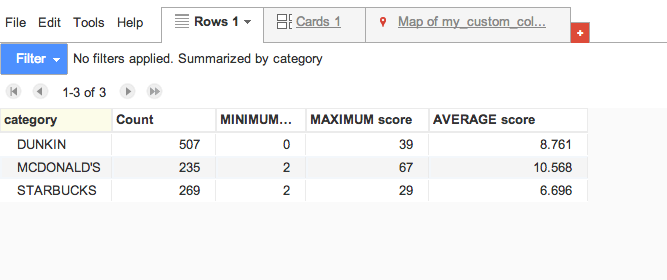 File Edit Tools Help Rows 1 Cards 1 Map of my_custom_col... +
Filter No filters applied. Summarized by category
1-3 of 3
category Count MINIMUM... MAXIMUM score AVERAGE score
DUNKIN 507 0 39 8.761
MCDONALD'S 235 2 67 10.568
STARBUCKS 269 2 29 6.696